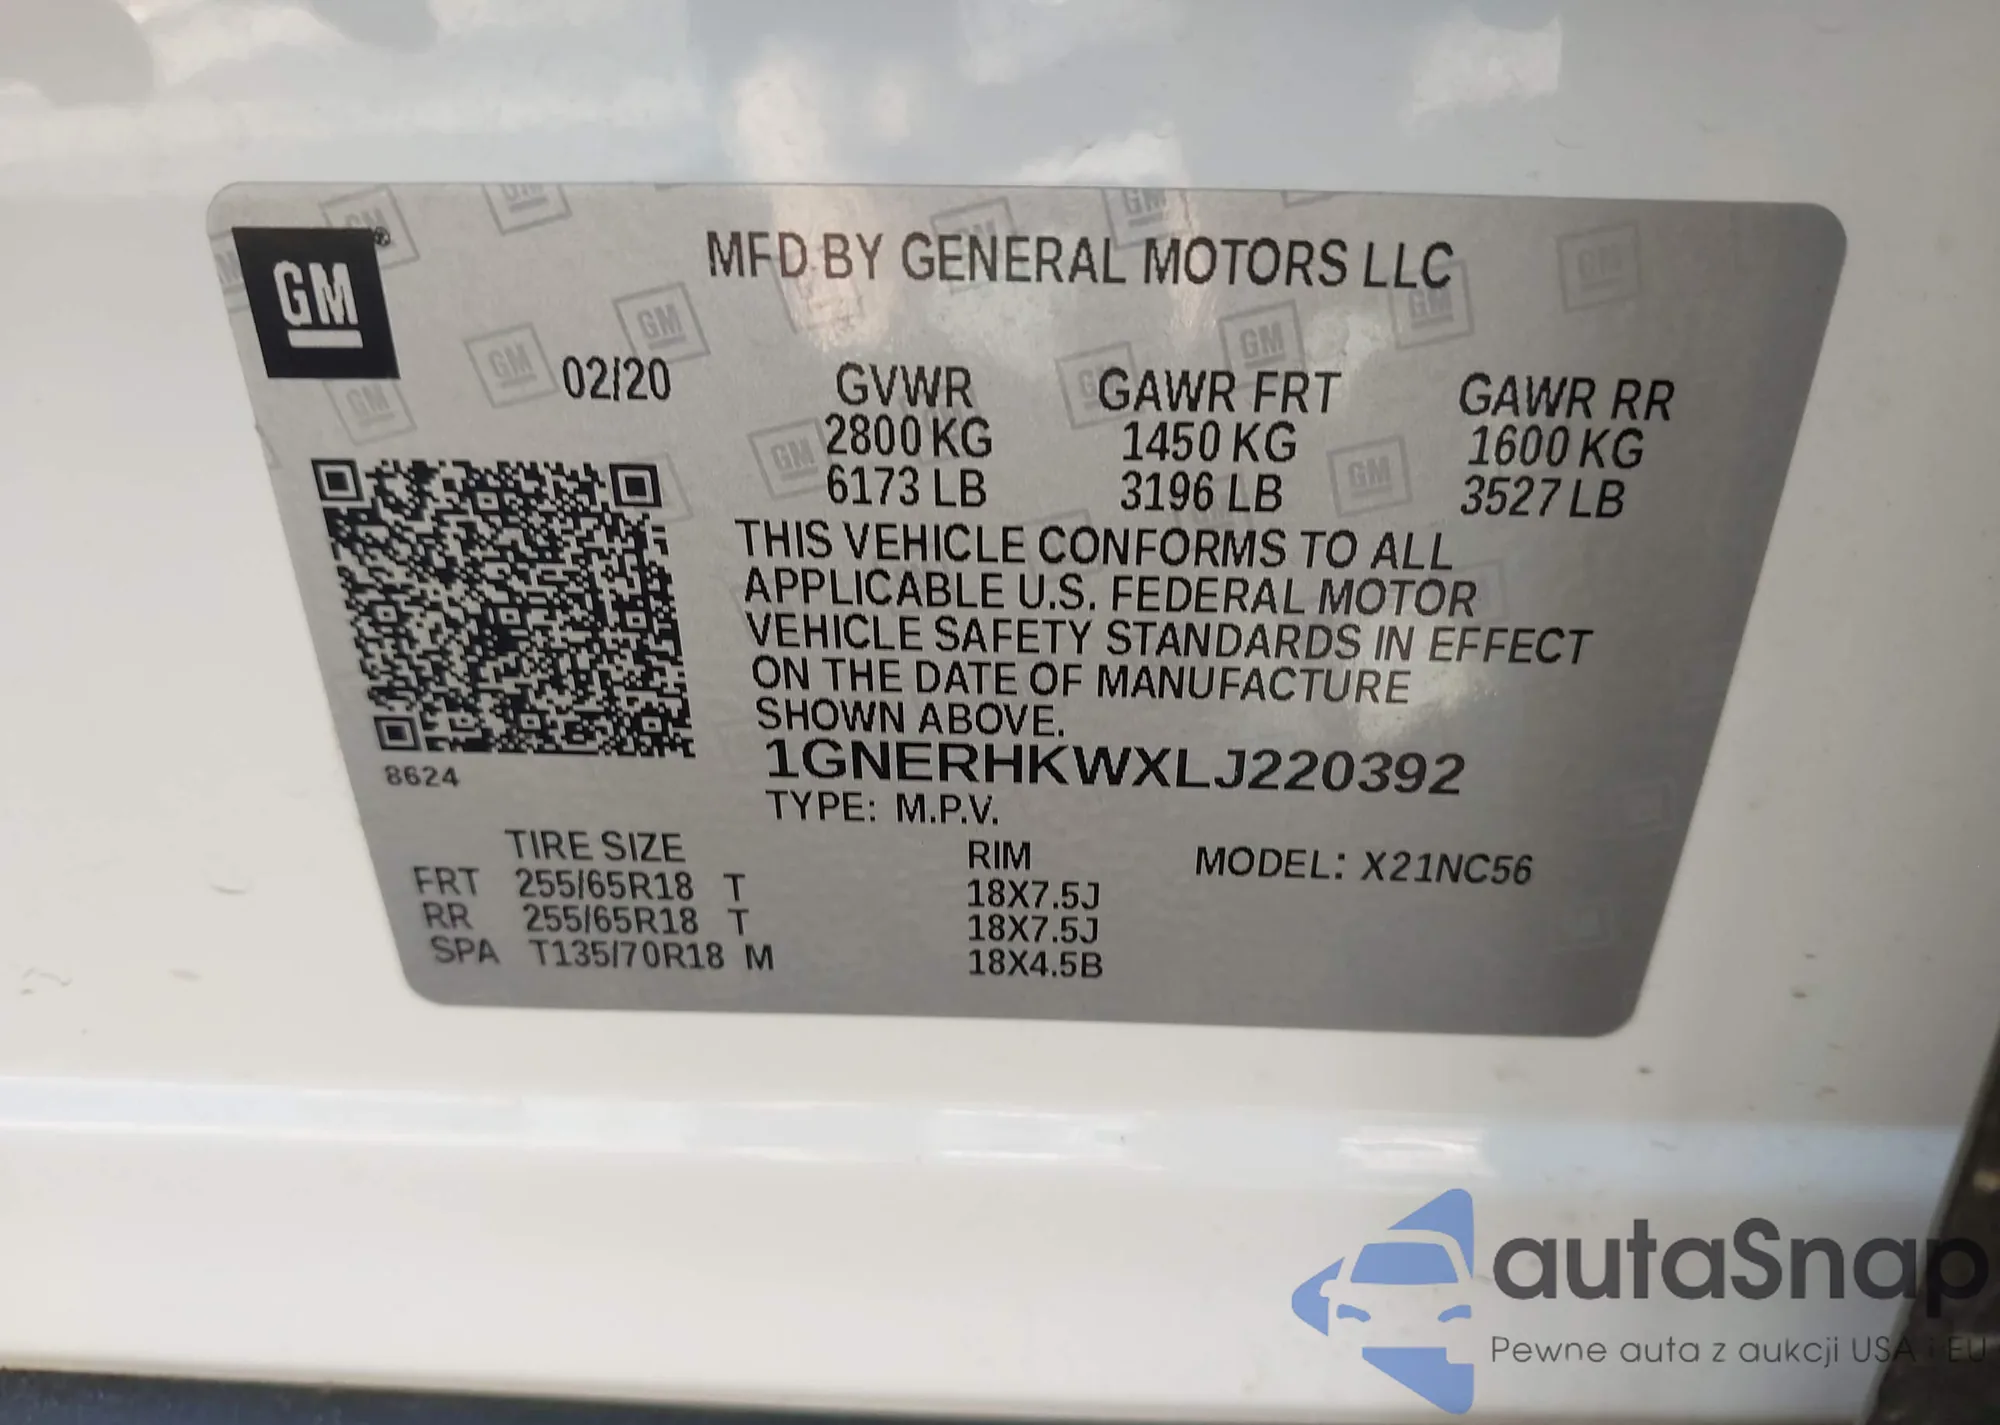 GM®
MFD BY GENERAL MOTORS LLC
02/20 GVWR GAWR FRT GAWR RR
2800 KG 1450 KG 1600 KG
6173 LB 3196 LB 3527 LB
THIS VEHICLE CONFORMS TO ALL
APPLICABLE U.S. FEDERAL MOTOR
VEHICLE SAFETY STANDARDS IN EFFECT
ON THE DATE OF MANUFACTURE
SHOWN ABOVE.
1GNERHKWXLJ220392
8624
TYPE: M.P.V.
TIRE SIZE RIM MODEL: X21NC56
FRT 255/65R18 T 18X7.5J
RR 255/65R18 T 18X7.5J
SPA T135/70R18 M 18X4.5B
autaSnap
Pewne auta z aukcji USA i EU